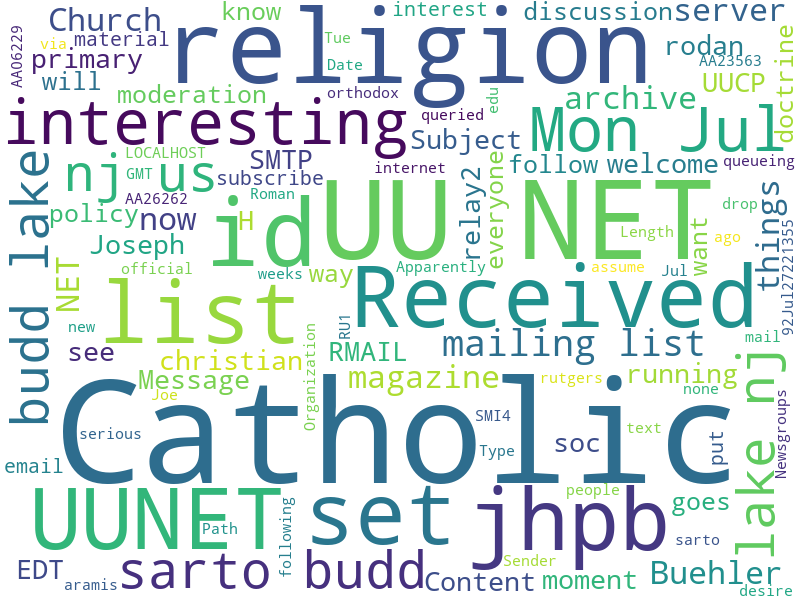 AA06229
via
Church
material
primary
will
know
religion
Tue
Date
interest
discussion
server
rodan
AA23563
UUCP
doctrine
moderation
orthodox
edu
queried
archive
interesting
Subject
Mon Jul
nj
us
LOCALHOST
GMT
SMTP
subscribe
AA26262
Roman
internet
relay2
everyone
follow
welcome
queueing
budd lake
policy
now
Joseph
official
id
H
UU NET
Length
want
drop
ago
things
92Jul27221355
NET
list
weeks
way
Apparently
assume
Jul
Received
new
see
christian
Organization
RU1
RMAIL
mailing list
mail
Message
Joe
magazine
rutgers
running
none
lake nj
Newsgroups
Catholic
serious
SMI4
Type
soc
text
put
email
UUNET
Path
following
set
jhpb
people
goes
sarto
EDT
aramis
sarto budd
Content
Sender
moment
Buehler
desire